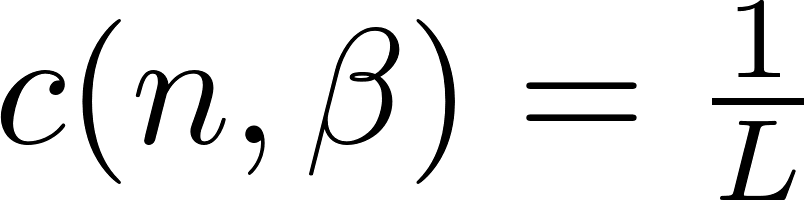 c(n, β) = 1/L